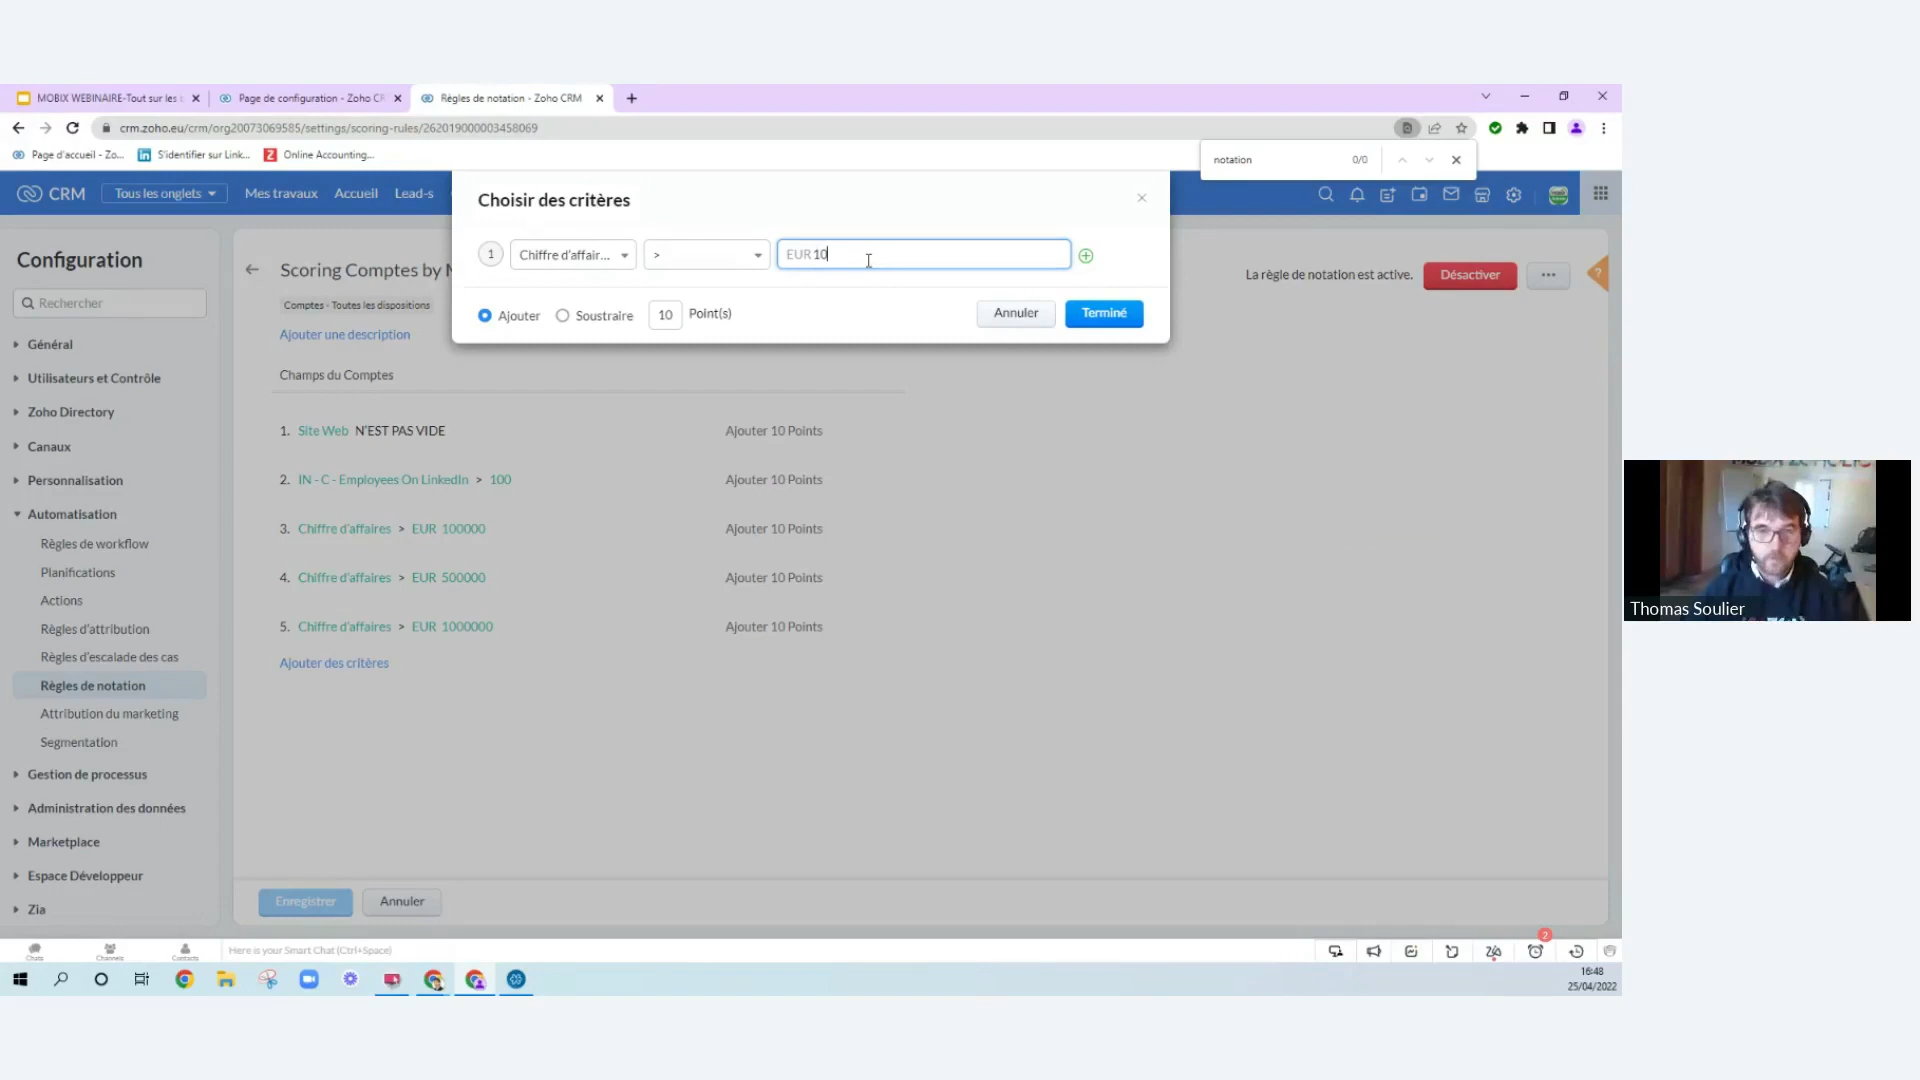 MOBIX WEBINAIRE-Tout sur les
Page de configuration - Zoho CR
Règles de notation - Zoho CRM
crm.zoho.eu/crm/org20073069585/settings/scoring-rules/262019000003458069
Page d'accueil - Zo...
S'identifier sur Link...
Online Accounting...
notation
0/0
CRM
Tous les onglets
Mes travaux
Accueil
Lead-s
Choisir des critères
1
Chiffre d'affair...
>
EUR 10
Ajouter
Soustraire
10
Point(s)
Annuler
Terminé
Configuration
Rechercher
Général
Utilisateurs et Contrôle
Zoho Directory
Canaux
Personnalisation
Automatisation
Règles de workflow
Planifications
Actions
Règles d'attribution
Règles d'escalade des cas
Règles de notation
Attribution du marketing
Segmentation
Gestion de processus
Administration des données
Marketplace
Espace Développeur
Zia
Scoring Comptes by M
La règle de notation est active.
Désactiver
?
Comptes - Toutes les dispositions
Ajouter une description
Champs du Comptes
1. Site Web N'EST PAS VIDE Ajouter 10 Points
2. IN - C - Employees On LinkedIn > 100 Ajouter 10 Points
3. Chiffre d'affaires > EUR 100000 Ajouter 10 Points
4. Chiffre d'affaires > EUR 500000 Ajouter 10 Points
5. Chiffre d'affaires > EUR 1000000 Ajouter 10 Points
Ajouter des critères
Enregistrer
Annuler
Chats
Channels
Contacts
Here is your Smart Chat (Ctrl+Space)
2
16:48
25/04/2022
Thomas Soulier